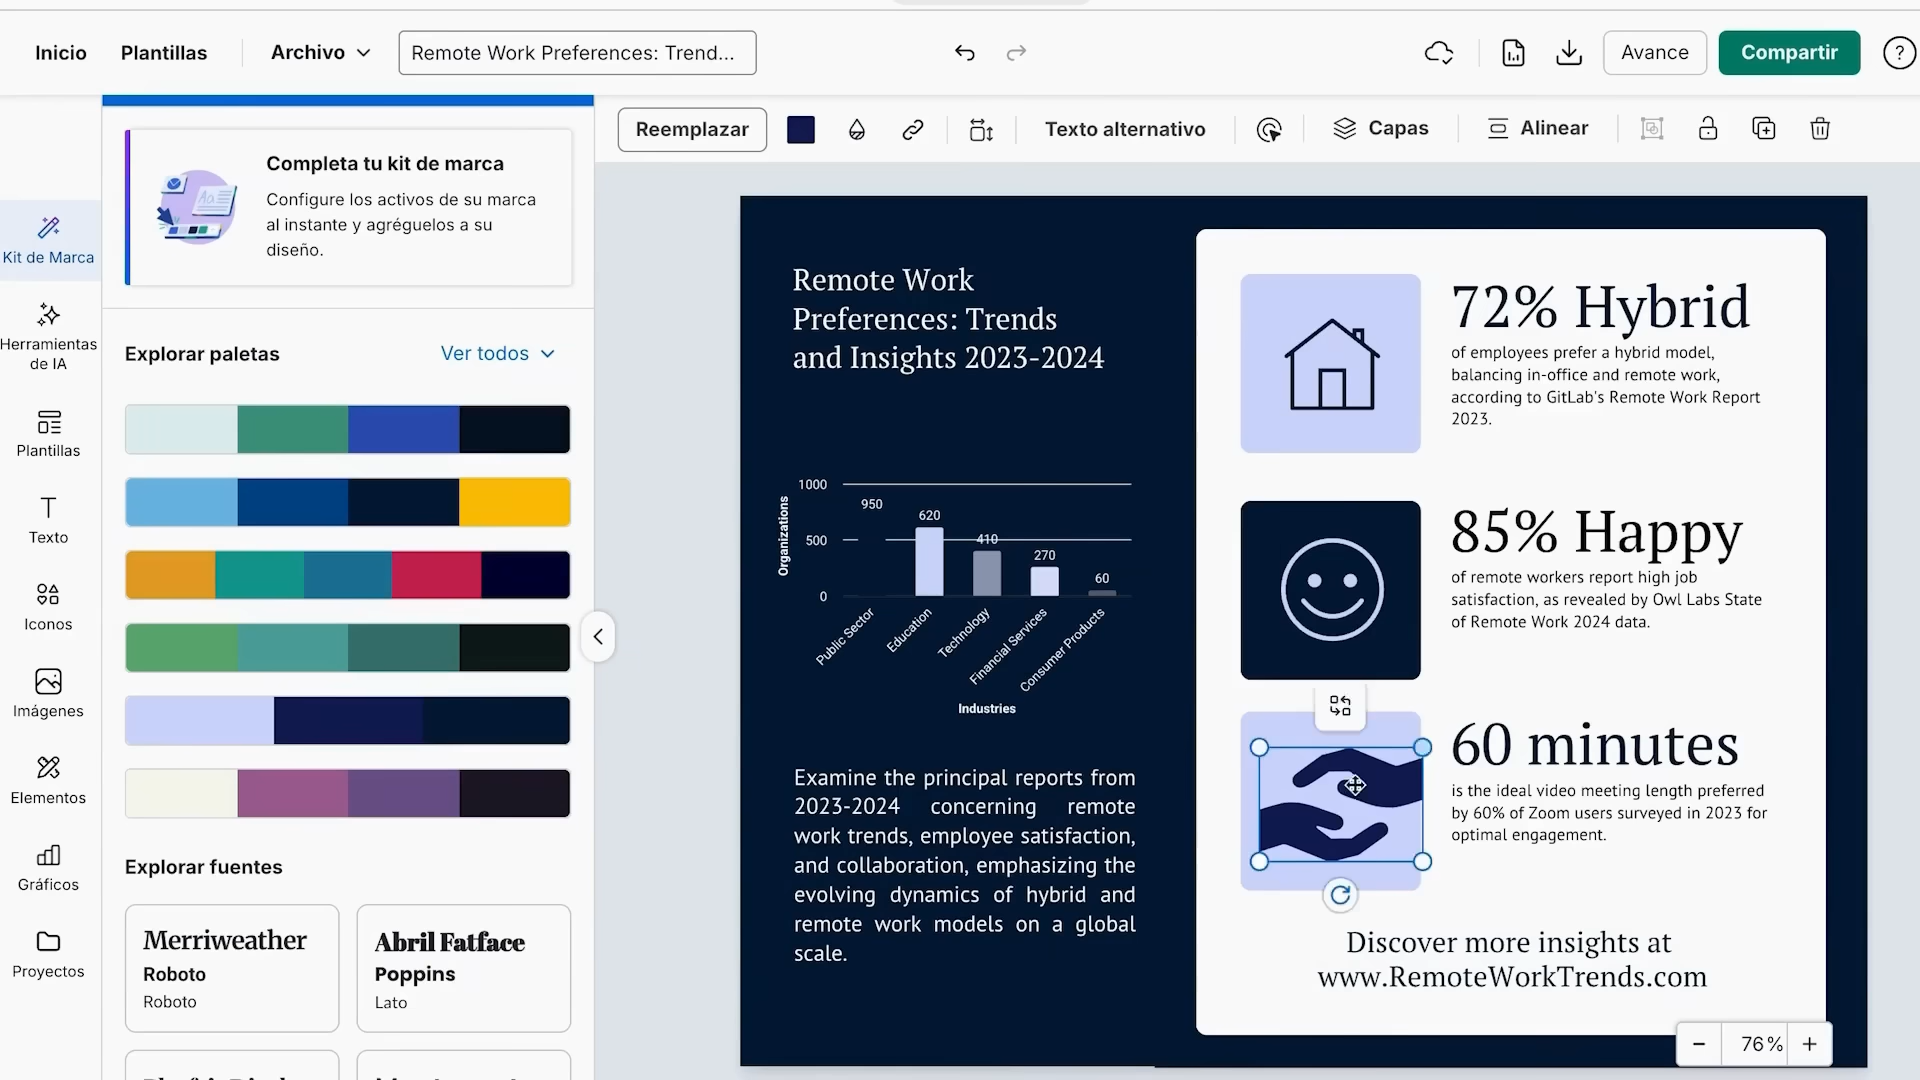 Inicio
Plantillas
Archivo
Remote Work Preferences: Trend...
Avance
Compartir
?
Reemplazar
Texto alternativo
Capas
Alinear
Completa tu kit de marca
Configure los activos de su marca
al instante y agréguelos a su
diseño.
Kit de Marca
Herramientas
de IA
Plantillas
Texto
Iconos
Imágenes
Elementos
Gráficos
Proyectos
Explorar paletas
Ver todos
Explorar fuentes
Merriweather
Roboto
Roboto
Abril Fatface
Poppins
Lato
Remote Work
Preferences: Trends
and Insights 2023-2024
Organizations
1000
500
0
950
620
410
270
60
Public Sector
Education
Technology
Financial Services
Consumer Products
Industries
Examine the principal reports from
2023-2024 concerning remote
work trends, employee satisfaction,
and collaboration, emphasizing the
evolving dynamics of hybrid and
remote work models on a global
scale.
72% Hybrid
of employees prefer a hybrid model,
balancing in-office and remote work,
according to GitLab's Remote Work Report
2023.
85% Happy
of remote workers report high job
satisfaction, as revealed by Owl Labs State
of Remote Work 2024 data.
60 minutes
is the ideal video meeting length preferred
by 60% of Zoom users surveyed in 2023 for
optimal engagement.
Discover more insights at
www.RemoteWorkTrends.com
76%